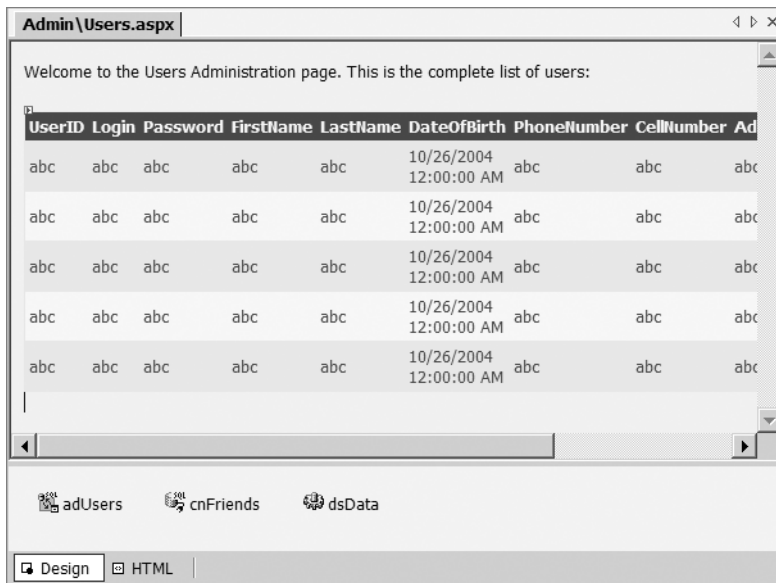 Admin\Users.aspx
Welcome to the Users Administration page. This is the complete list of users:
UserID Login Password FirstName LastName DateOfBirth PhoneNumber CellNumber Ad
abc abc abc abc abc 10/26/2004 12:00:00 AM abc abc abc
abc abc abc abc abc 10/26/2004 12:00:00 AM abc abc abc
abc abc abc abc abc 10/26/2004 12:00:00 AM abc abc abc
abc abc abc abc abc 10/26/2004 12:00:00 AM abc abc abc
abc abc abc abc abc 10/26/2004 12:00:00 AM abc abc abc
adUsers cnFriends dsData
Design HTML